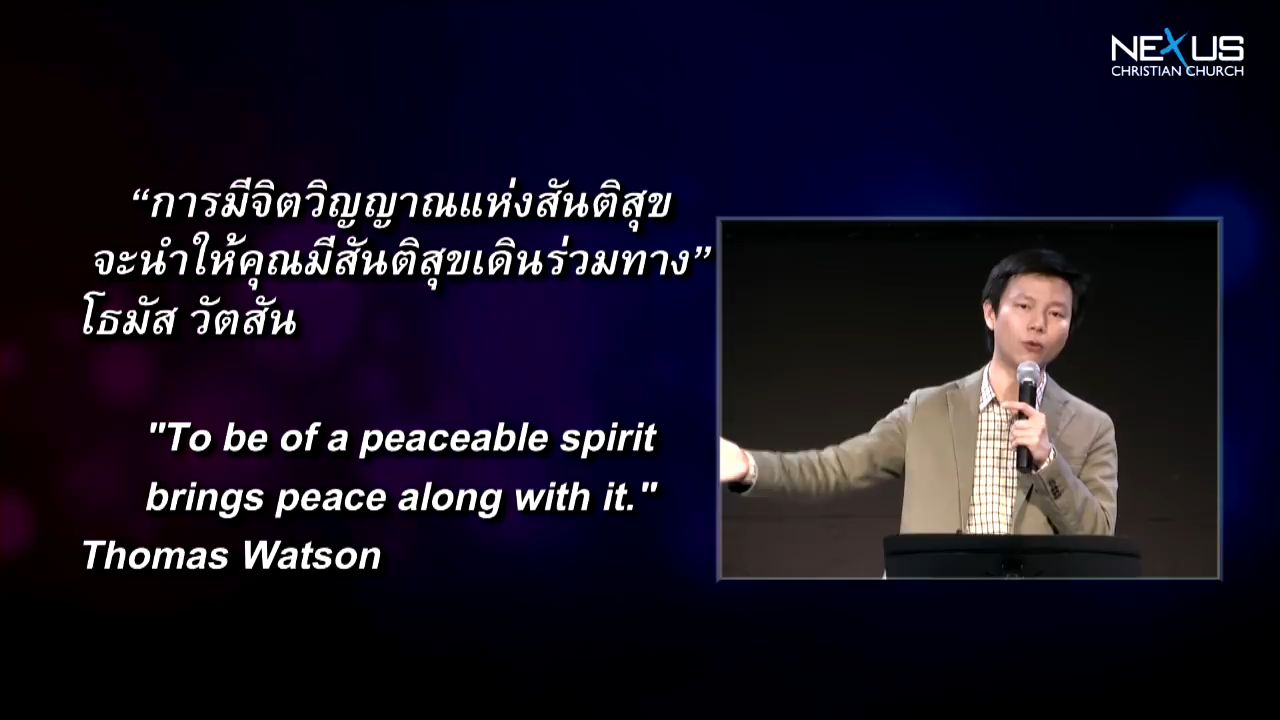 NEXUS
CHRISTIAN CHURCH
“การมีจิตวิญญาณแห่งสันติสุข
จะนำให้คุณมีสันติสุขเดินร่วมทาง”
โธมัส วัตสัน
"To be of a peaceable spirit
brings peace along with it."
Thomas Watson